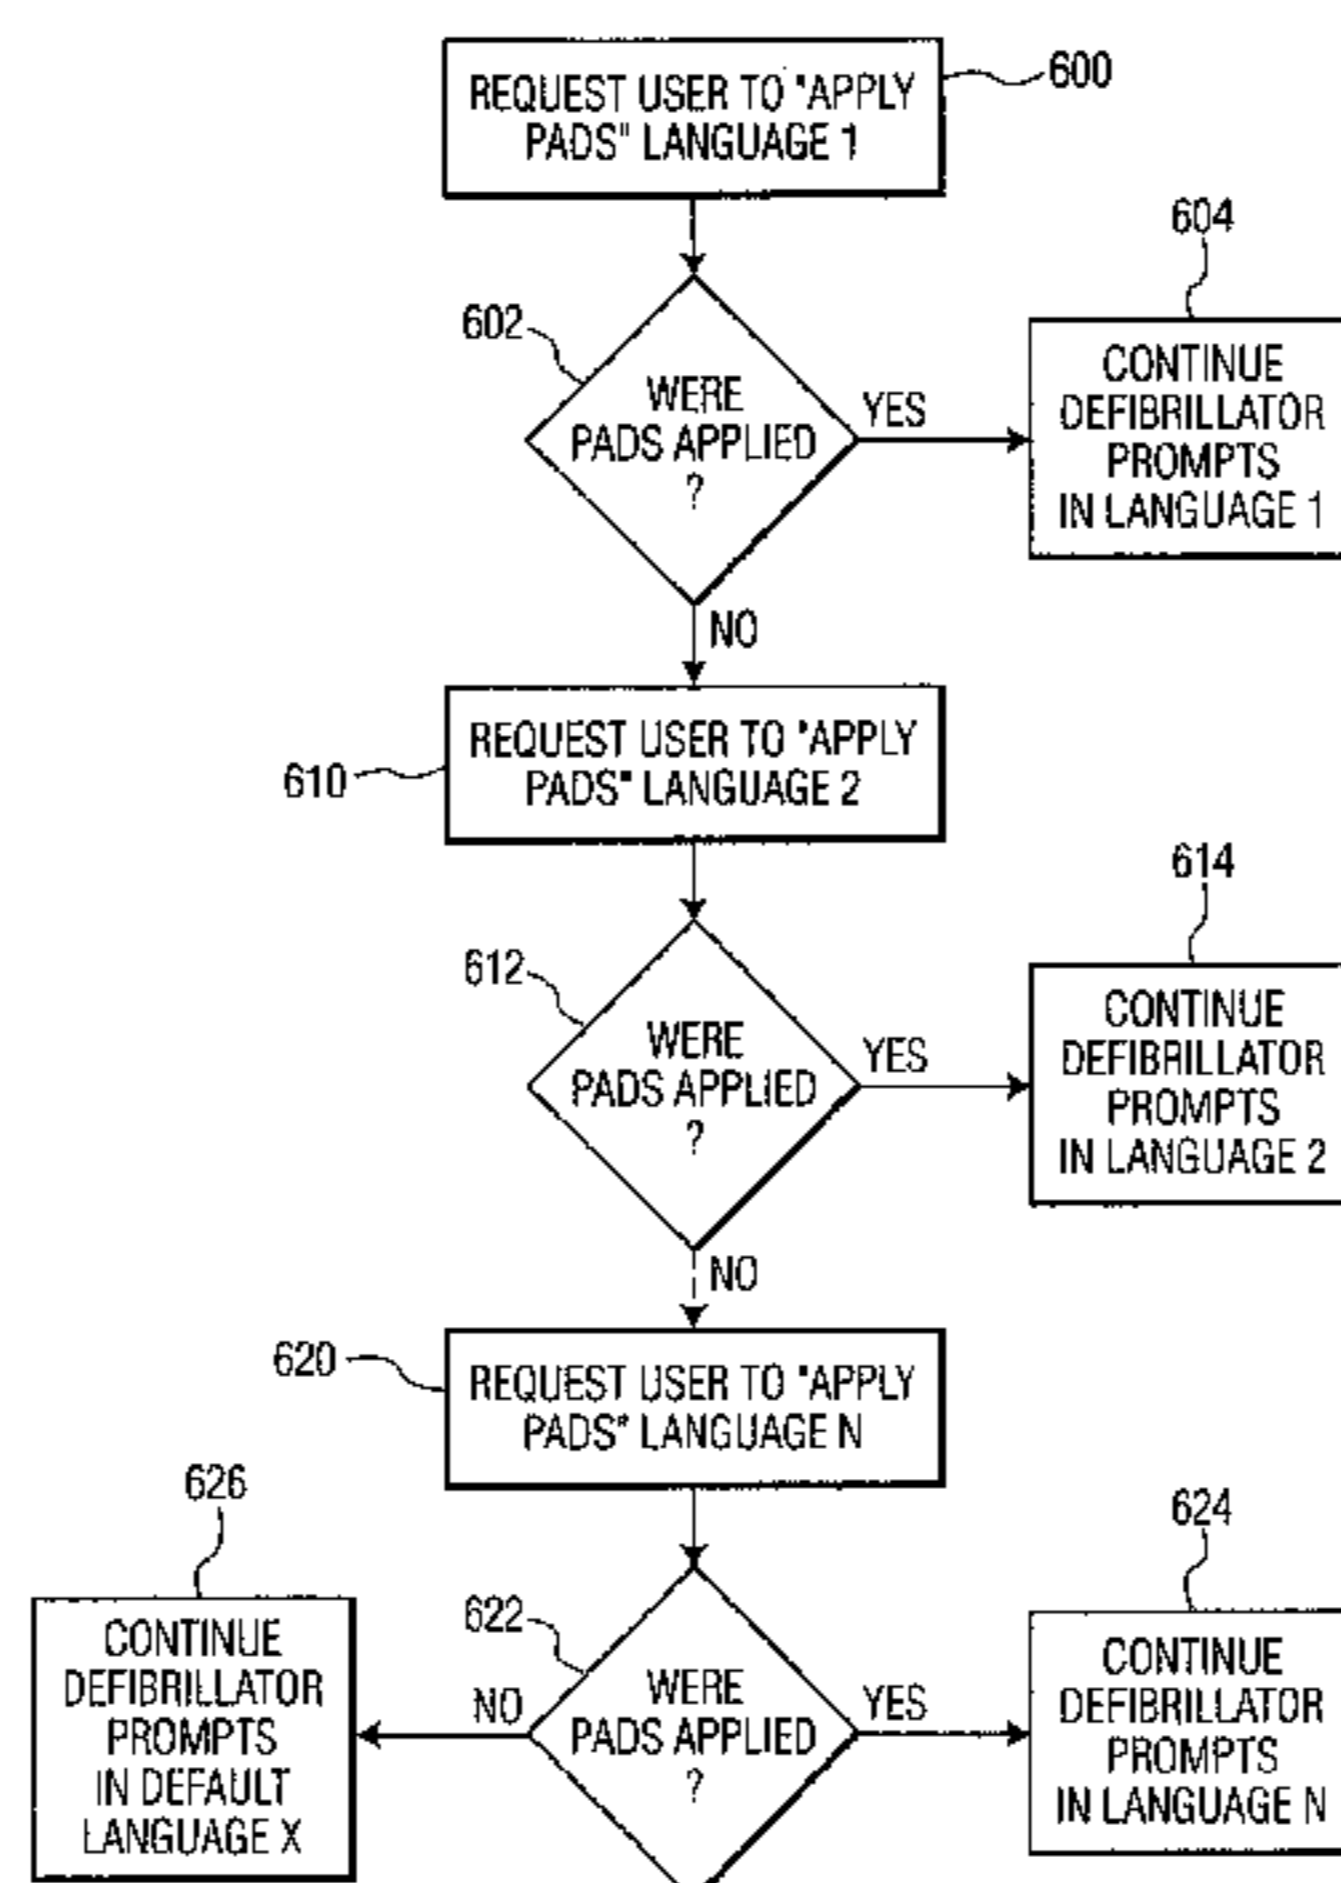 REQUEST USER TO "APPLY
PADS" LANGUAGE 1
600
604
602
WERE
PADS APPLIED
?
YES
CONTINUE
DEFIBRILLATOR
PROMPTS
IN LANGUAGE 1
NO
REQUEST USER TO "APPLY
PADS" LANGUAGE 2
610
614
612
WERE
PADS APPLIED
?
YES
CONTINUE
DEFIBRILLATOR
PROMPTS
IN LANGUAGE 2
NO
620
REQUEST USER TO "APPLY
PADS" LANGUAGE N
626
624
622
CONTINUE
DEFIBRILLATOR
PROMPTS
IN DEFAULT
LANGUAGE X
NO
WERE
PADS APPLIED
?
YES
CONTINUE
DEFIBRILLATOR
PROMPTS
IN LANGUAGE N